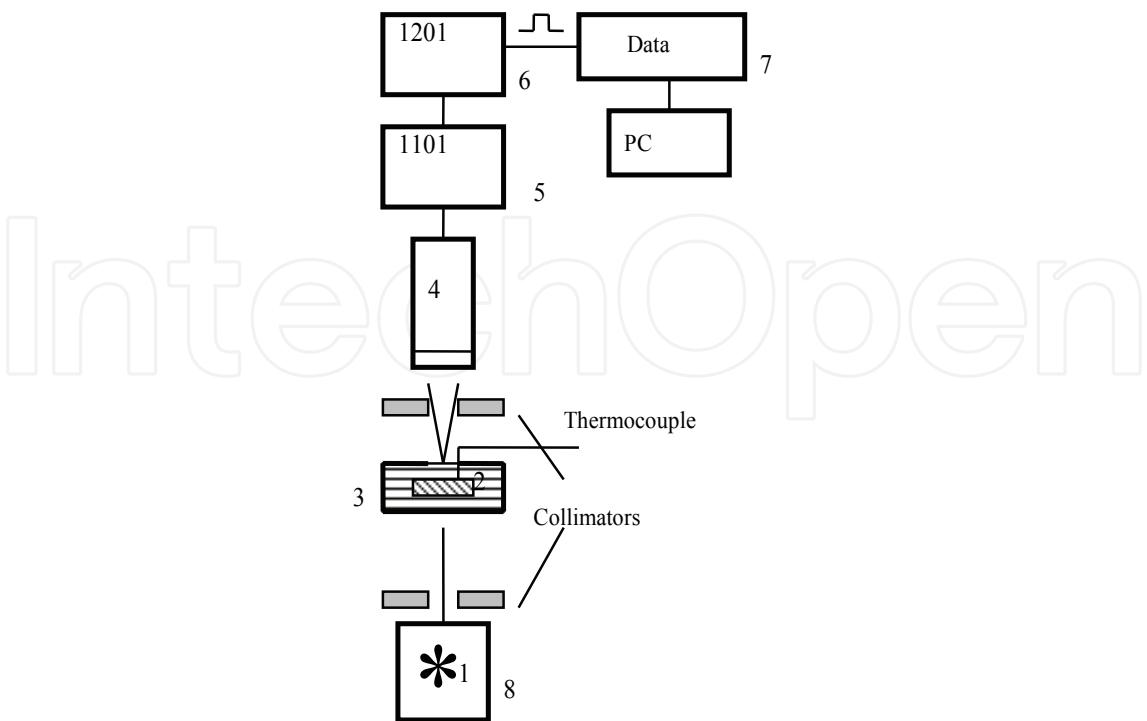 1201
Data
7
6
1101
PC
5
IntechOpen
4
Thermocouple
2
3
Collimators
1
8